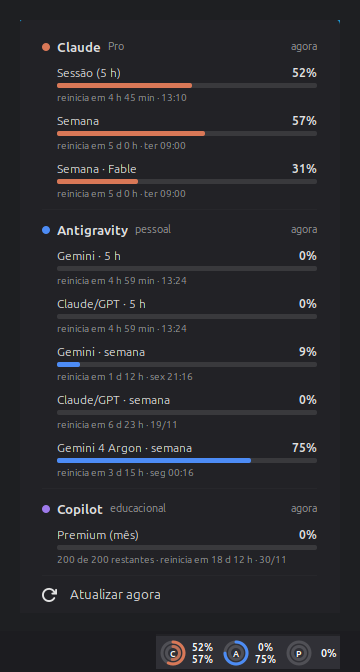 Claude Pro agora
Sessão (5 h) 52%
reinicia em 4 h 45 min · 13:10
Semana 57%
reinicia em 5 d 0 h · ter 09:00
Semana · Fable 31%
reinicia em 5 d 0 h · ter 09:00
Antigravity pessoal agora
Gemini · 5 h 0%
reinicia em 4 h 59 min · 13:24
Claude/GPT · 5 h 0%
reinicia em 4 h 59 min · 13:24
Gemini · semana 9%
reinicia em 1 d 12 h · sex 21:16
Claude/GPT · semana 0%
reinicia em 6 d 23 h · 19/11
Gemini 4 Argon · semana 75%
reinicia em 3 d 15 h · seg 00:16
Copilot educacional agora
Premium (mês) 0%
200 de 200 restantes · reinicia em 18 d 12 h · 30/11
Atualizar agora
C 52% A 0% P 0%
57% 75%